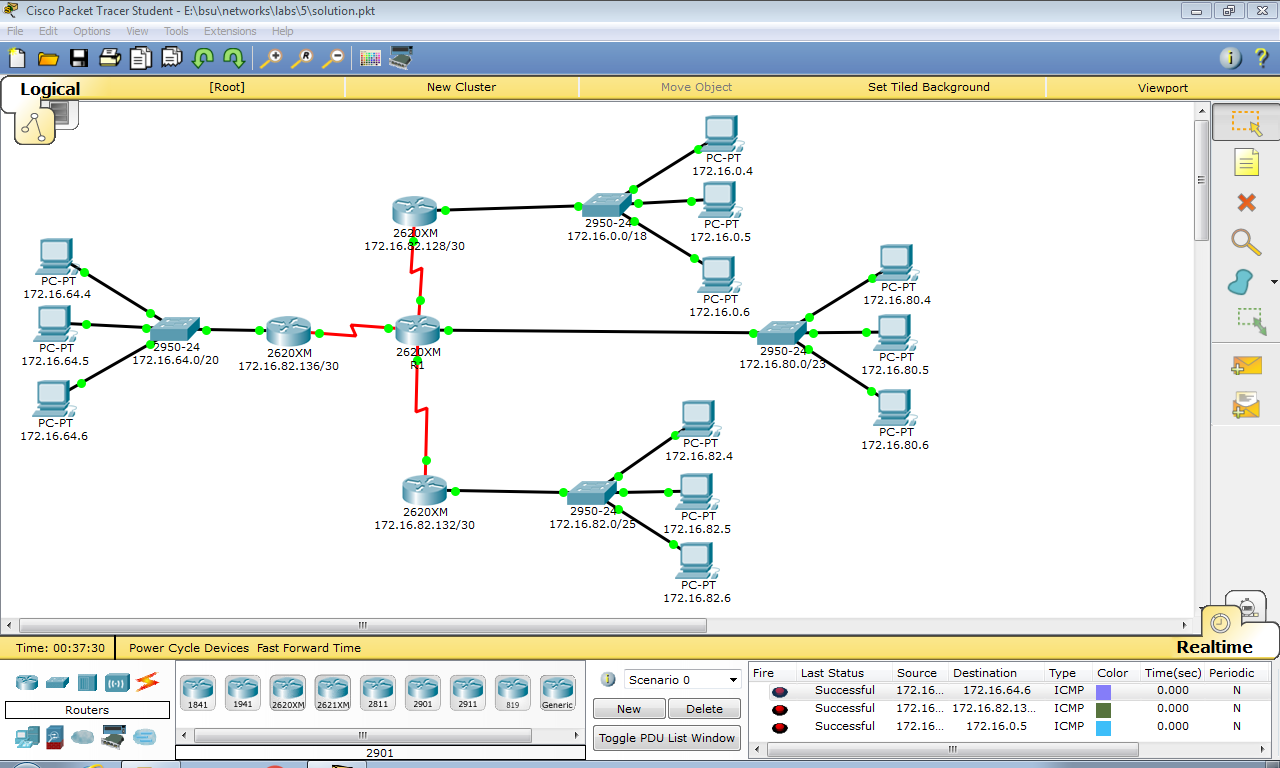 Cisco Packet Tracer Student - E:\bsu\networks\labs\5\solution.pkt
File Edit Options View Tools Extensions Help
Logical [Root] New Cluster Move Object Set Tiled Background Viewport
PC-PT
172.16.0.4
PC-PT
172.16.0.5
PC-PT
172.16.0.6
2950-24
172.16.0.0/18
2620XM
172.16.82.128/30
PC-PT
172.16.64.4
PC-PT
172.16.64.5
PC-PT
172.16.64.6
2950-24
172.16.64.0/20
2620XM
172.16.82.136/30
2620XM
R1
2950-24
172.16.80.0/23
PC-PT
172.16.80.4
PC-PT
172.16.80.5
PC-PT
172.16.80.6
2620XM
172.16.82.132/30
2950-24
172.16.82.0/25
PC-PT
172.16.82.4
PC-PT
172.16.82.5
PC-PT
172.16.82.6
Time: 00:37:30 Power Cycle Devices Fast Forward Time
Realtime
Routers
1841 1941 2620XM 2621XM 2811 2901 2911 819 Generic
2901
Scenario 0
New Delete
Toggle PDU List Window
Fire Last Status Source Destination Type Color Time(sec) Periodic
Successful 172.16... 172.16.64.6 ICMP 0.000 N
Successful 172.16... 172.16.82.13... ICMP 0.000 N
Successful 172.16... 172.16.0.5 ICMP 0.000 N